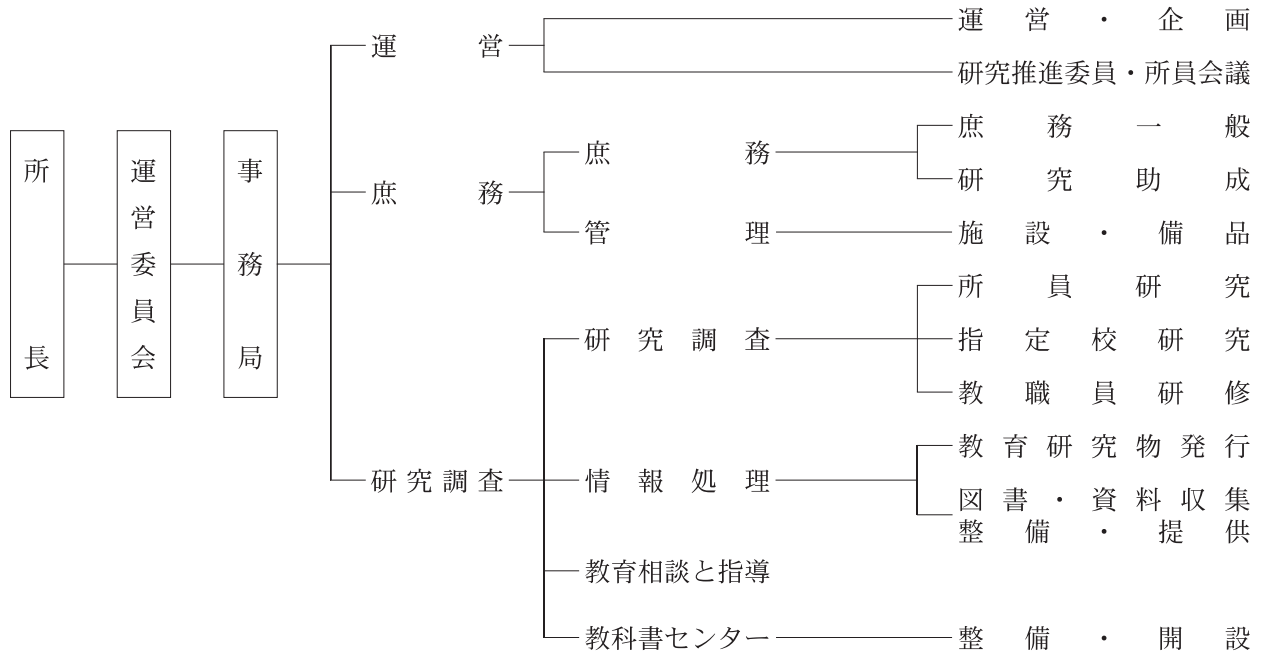 所長
運営委員会
事務局
運営
運営・企画
研究推進委員・所員会議
庶務
庶務
庶務一般
研究助成
管理
施設・備品
研究調査
研究調査
所員研究
指定校研究
教職員研修
情報処理
教育研究物発行
図書・資料収集
整備・提供
教育相談と指導
教科書センター
整備・開設